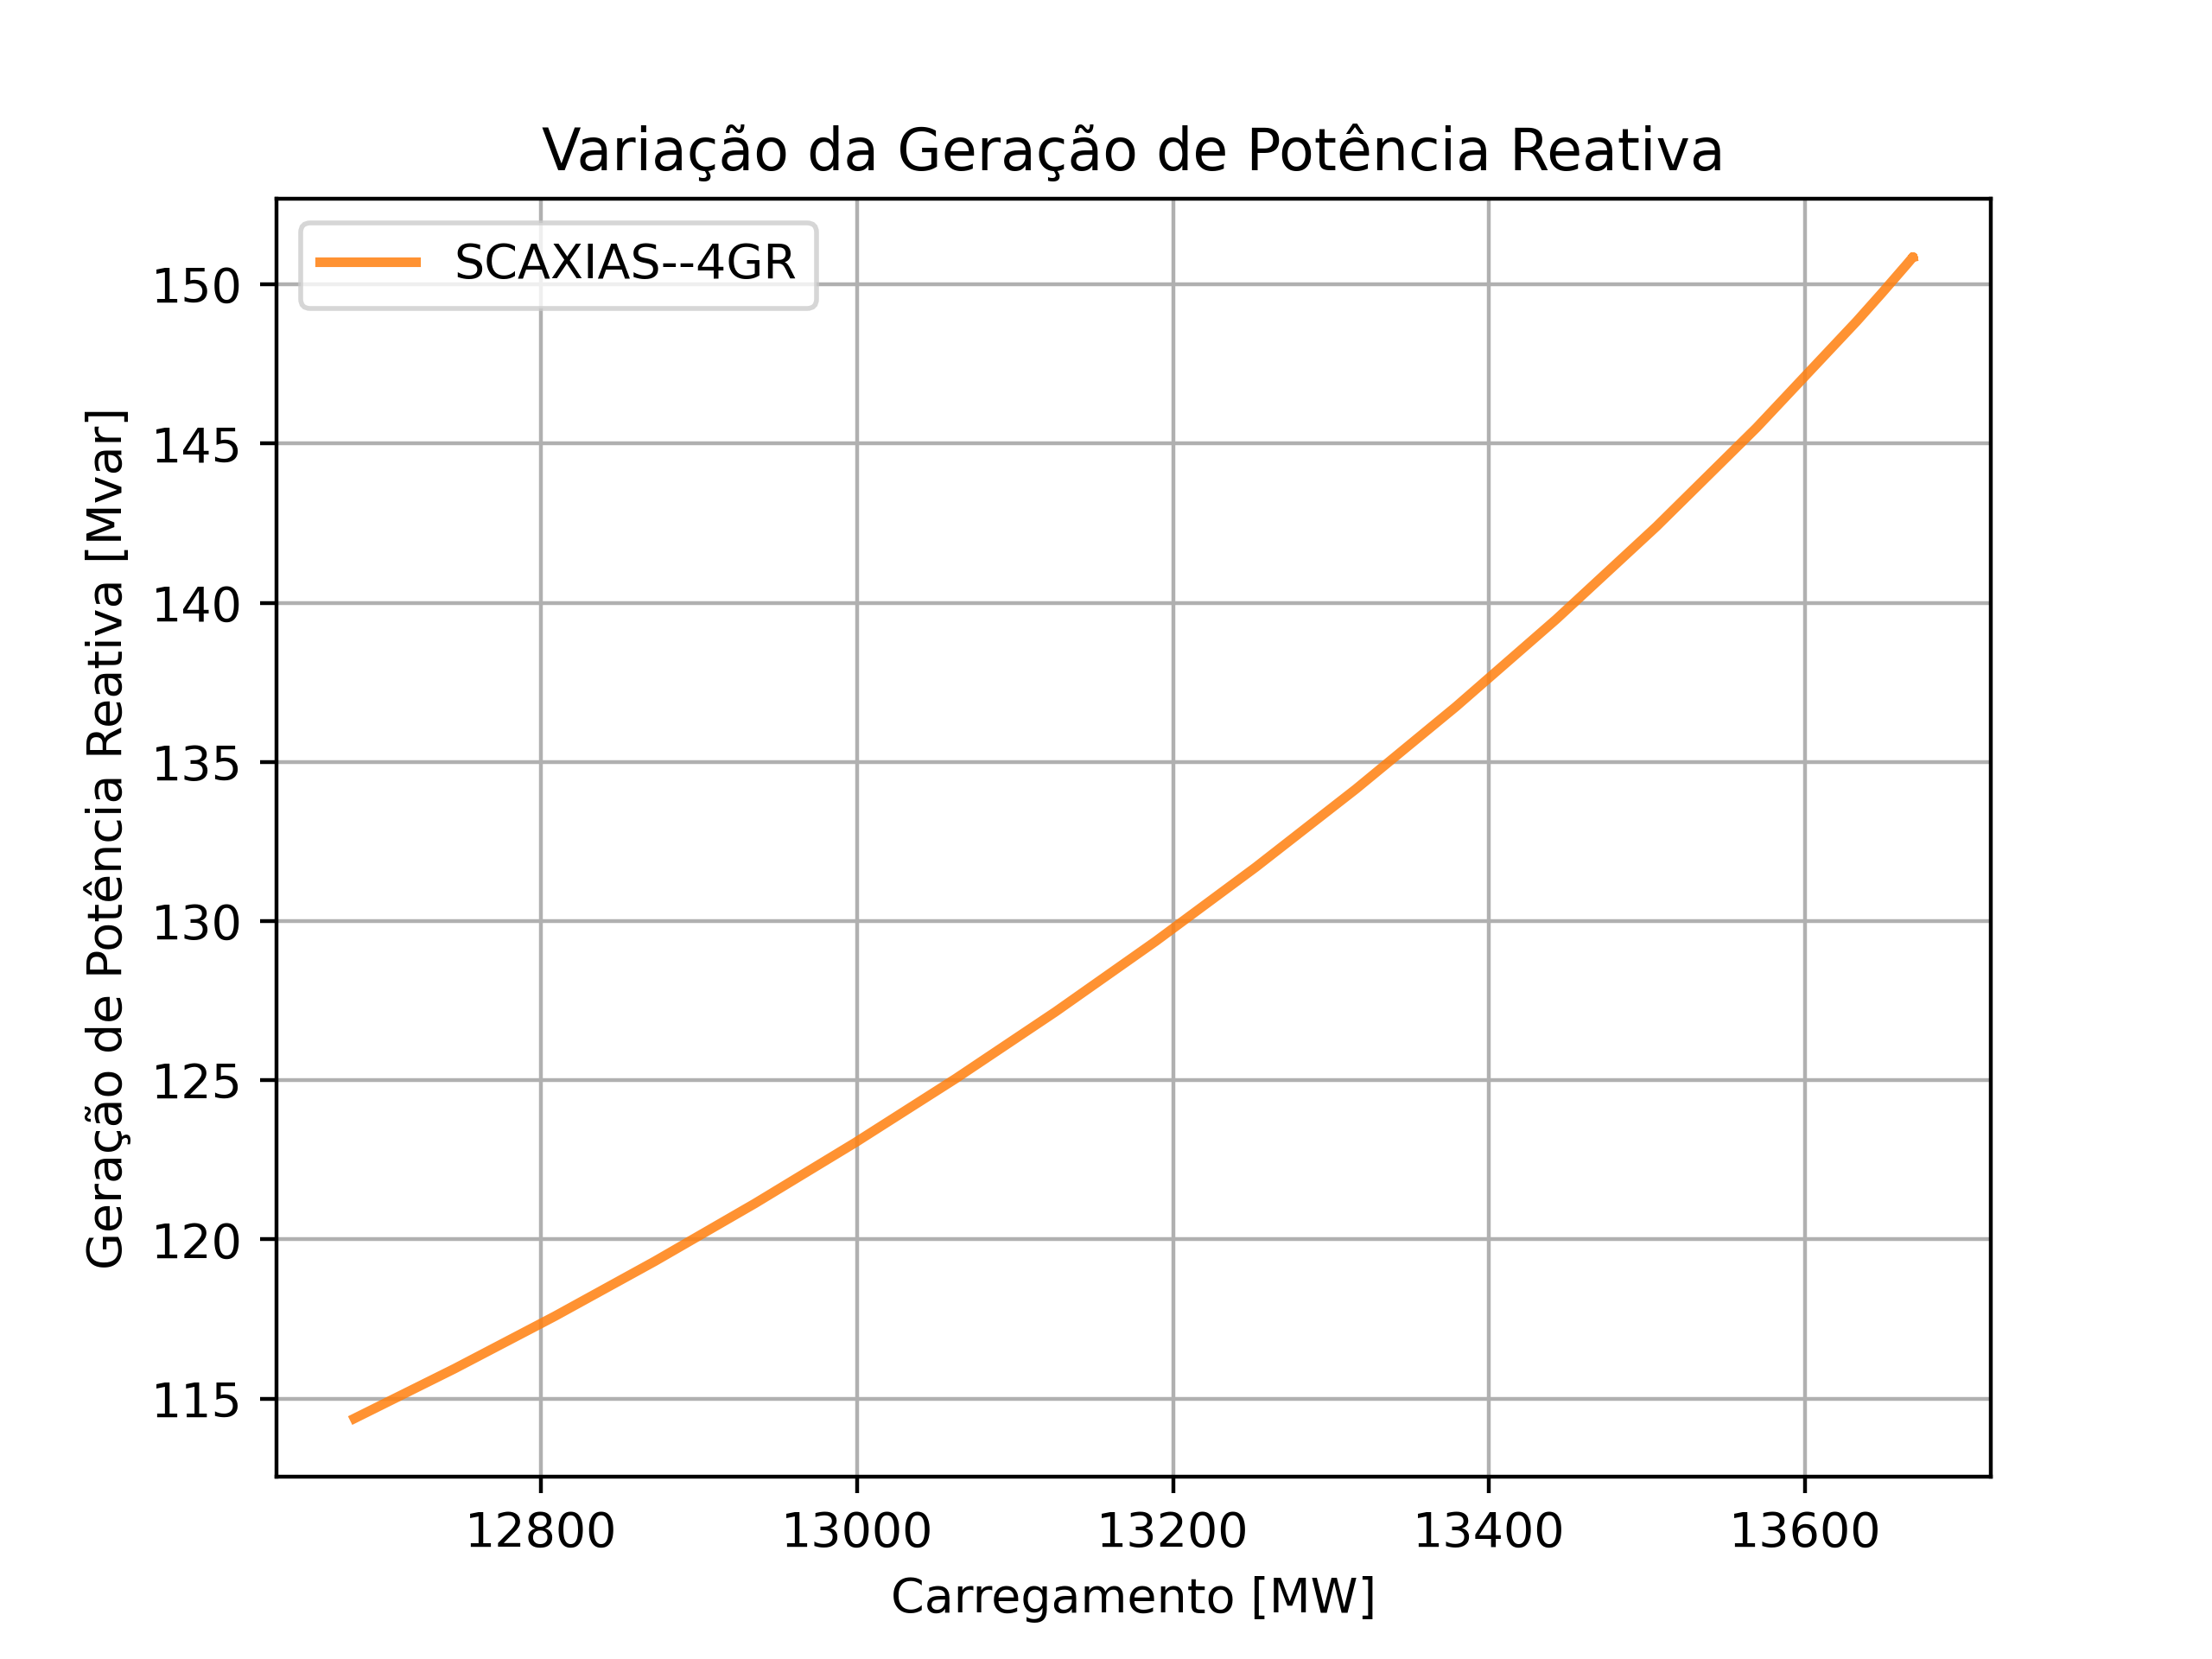 Variação da Geração de Potência Reativa
SCAXIAS--4GR
Geração de Potência Reativa [Mvar]
150
145
140
135
130
125
120
115
12800 13000 13200 13400 13600
Carregamento [MW]